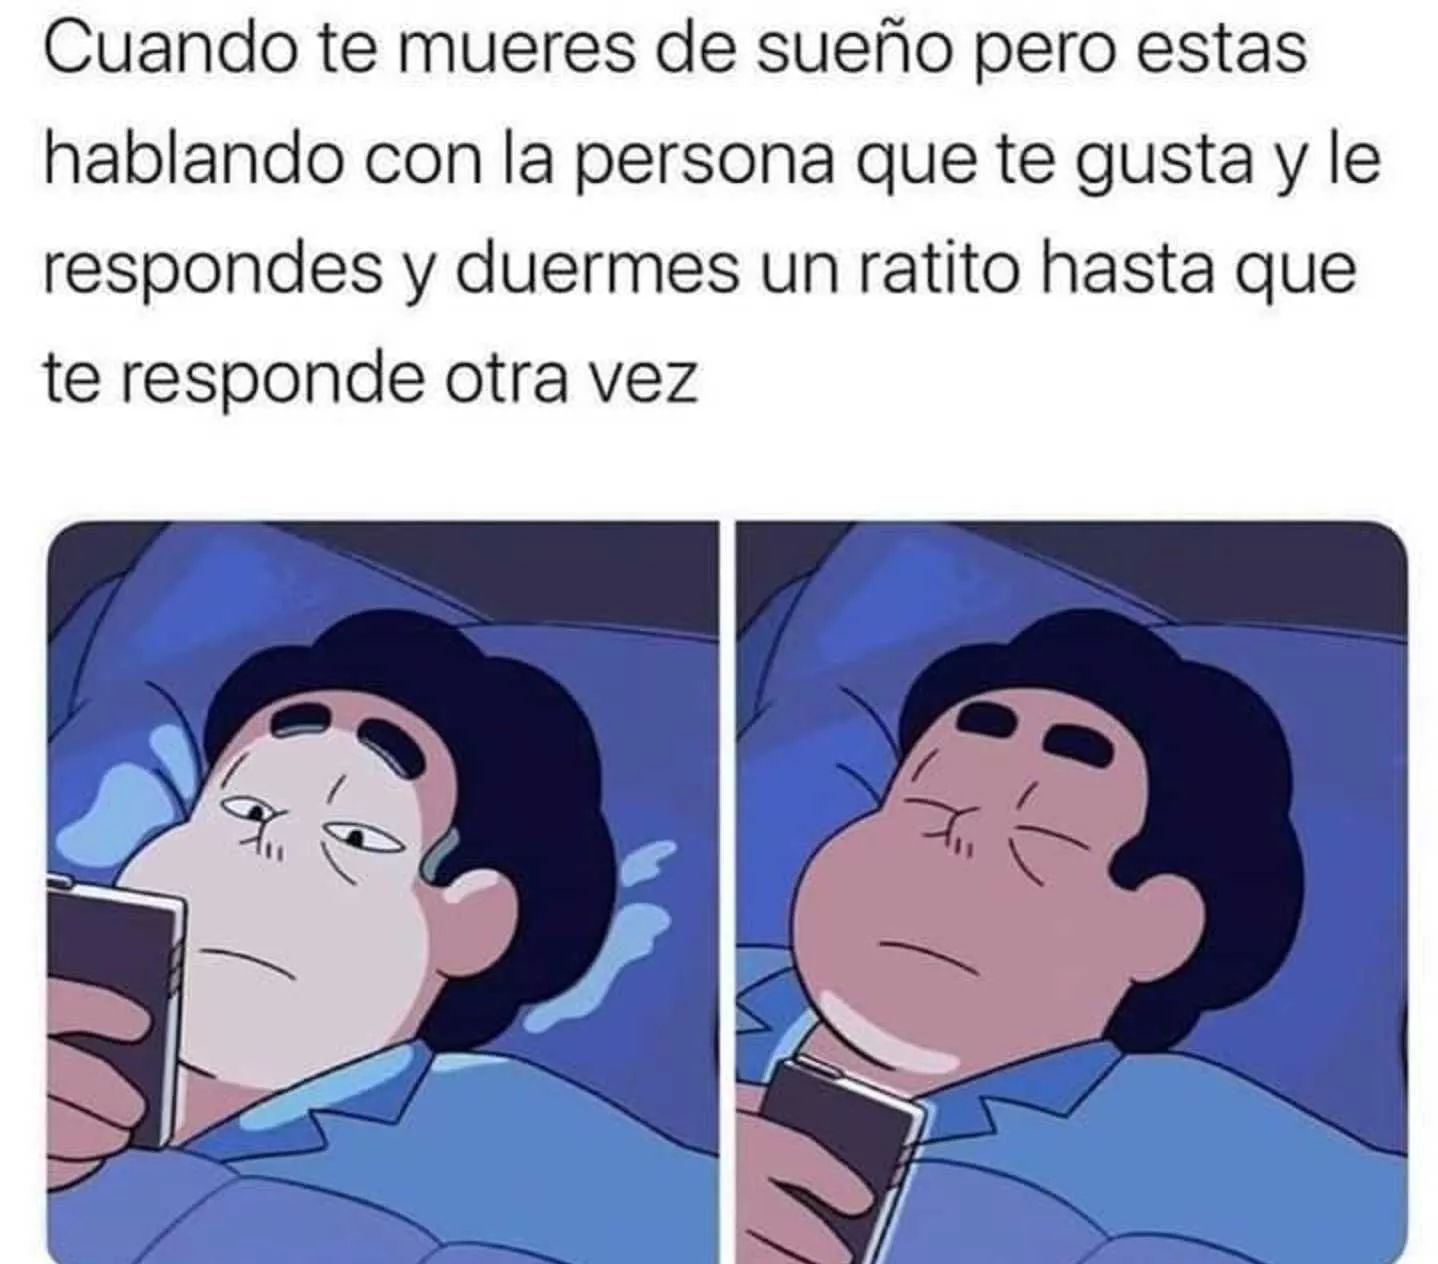 Cuando te mueres de sueño pero estas
hablando con la persona que te gusta y le
respondes y duermes un ratito hasta que
te responde otra vez